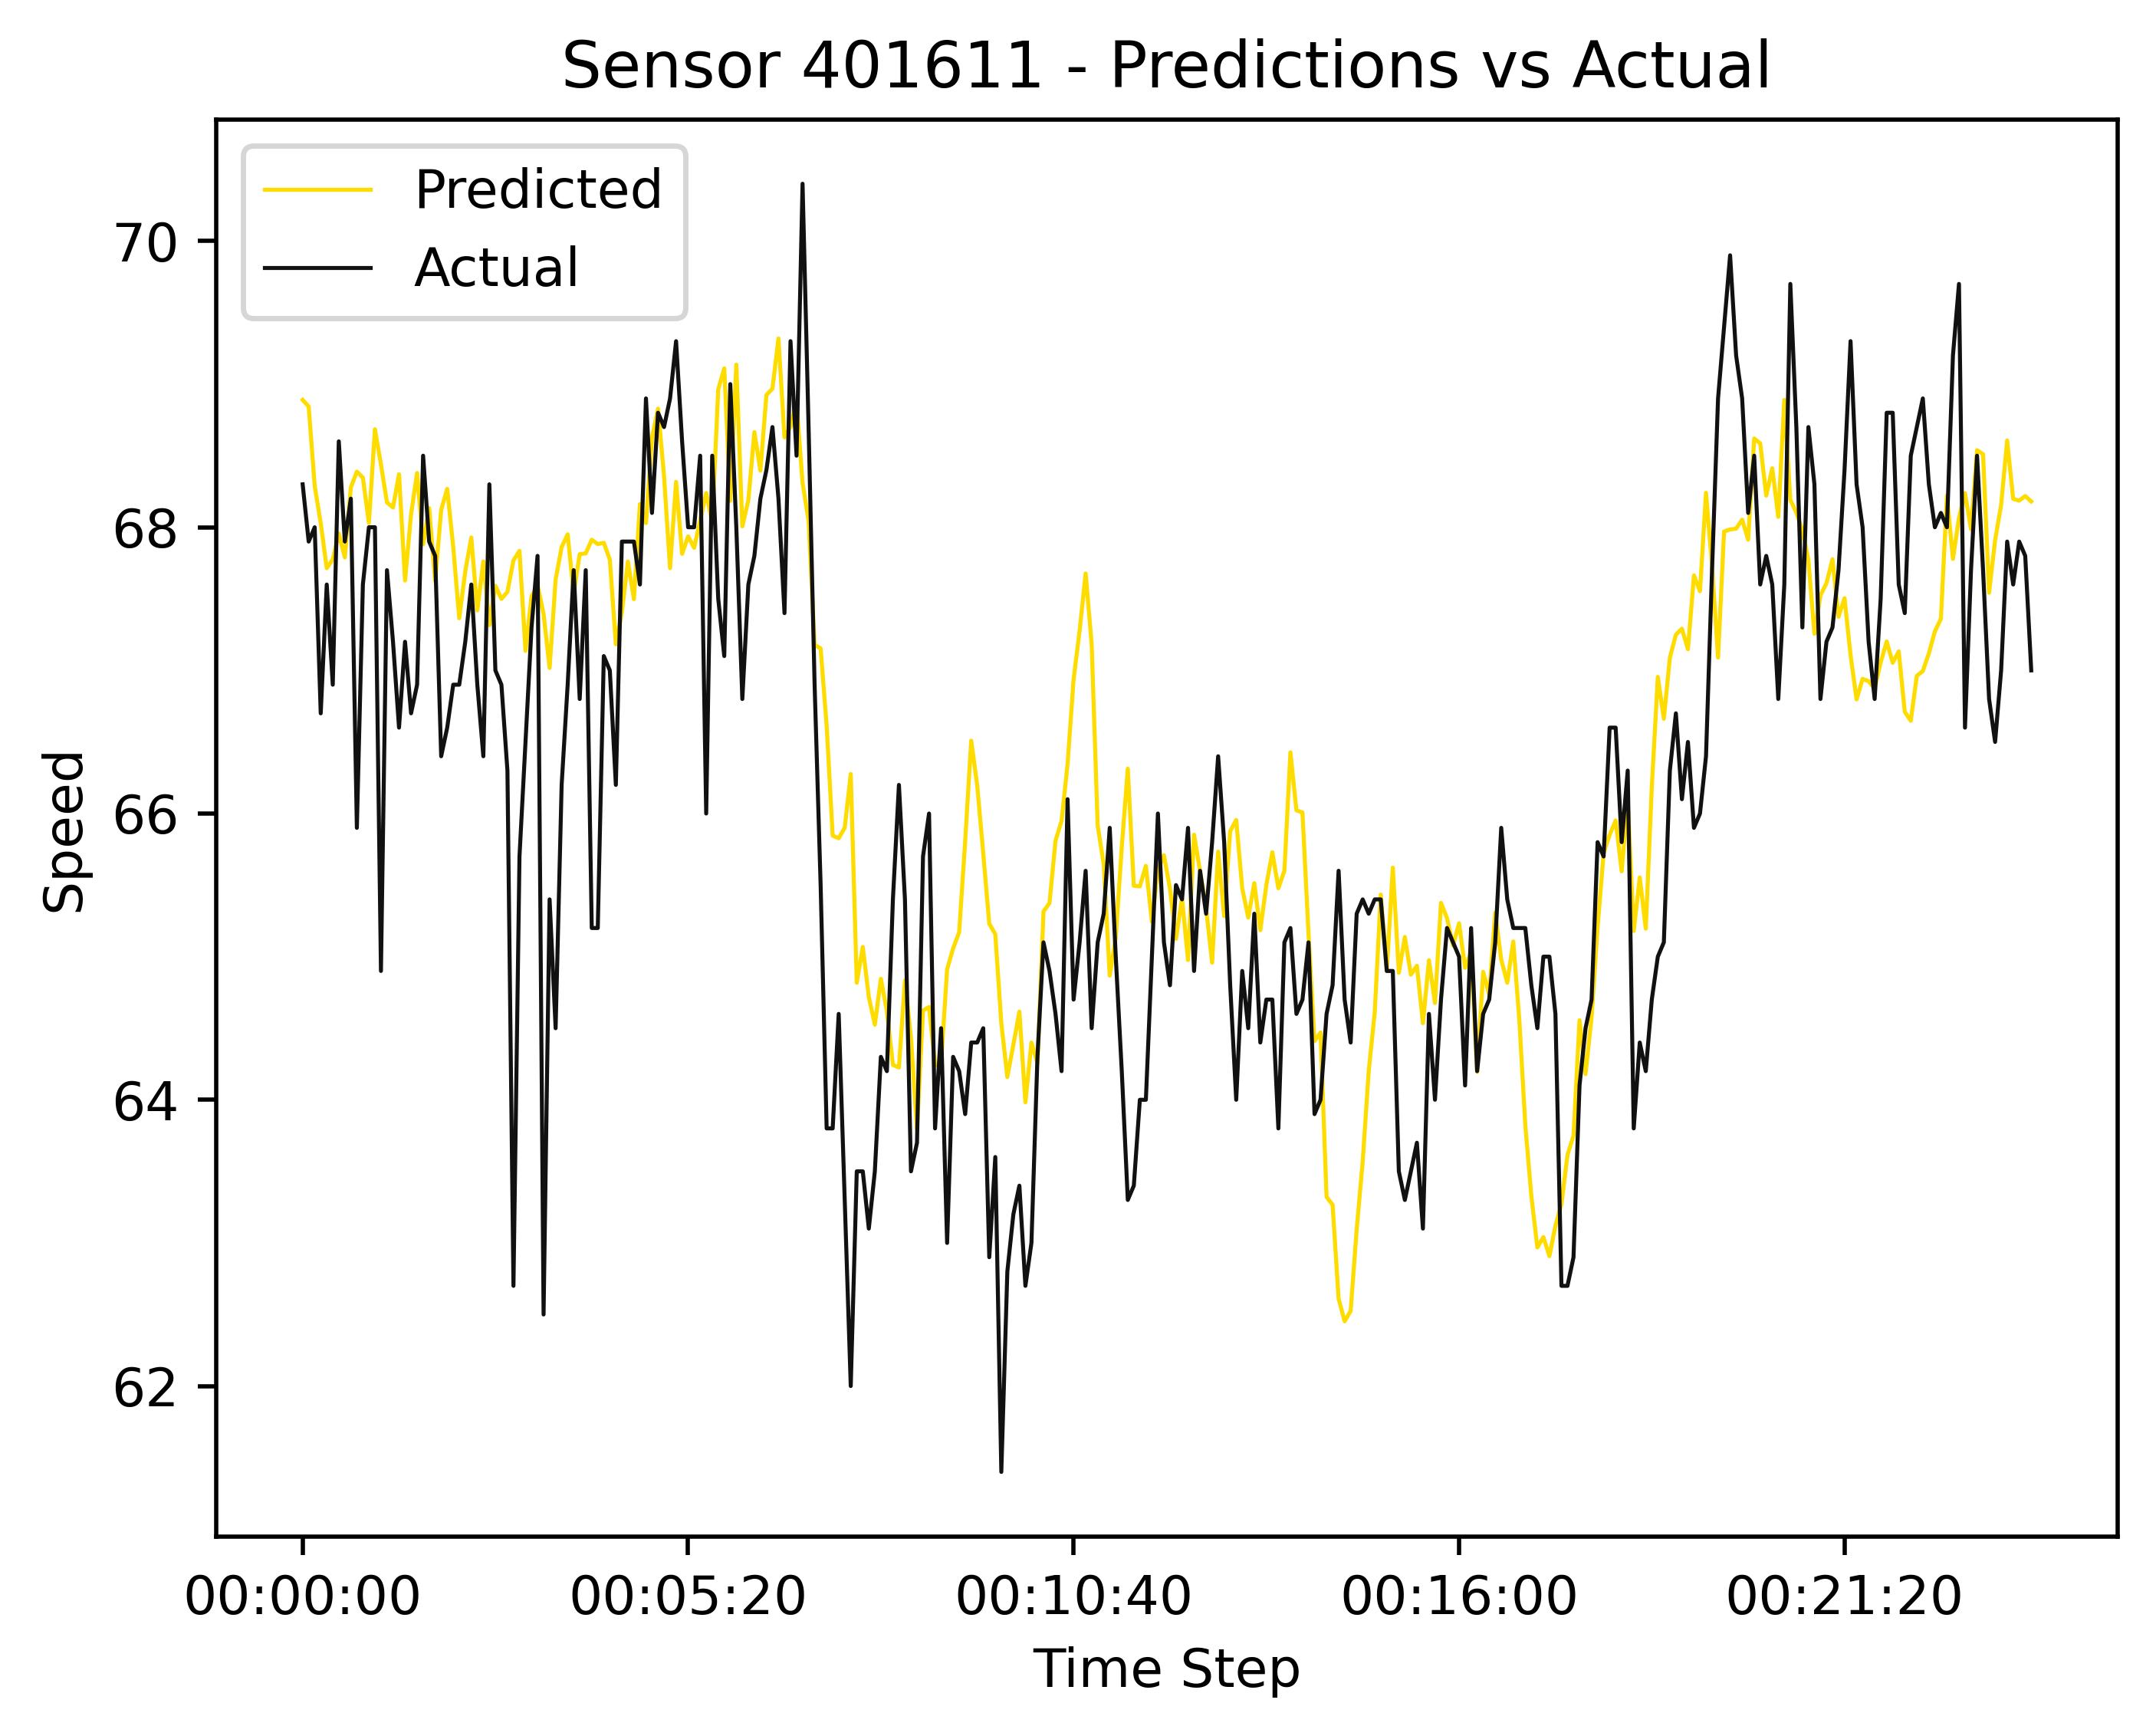 Sensor 401611 - Predictions vs Actual
Predicted
Actual
70
68
66
64
62
Speed
00:00:00 00:05:20 00:10:40 00:16:00 00:21:20
Time Step